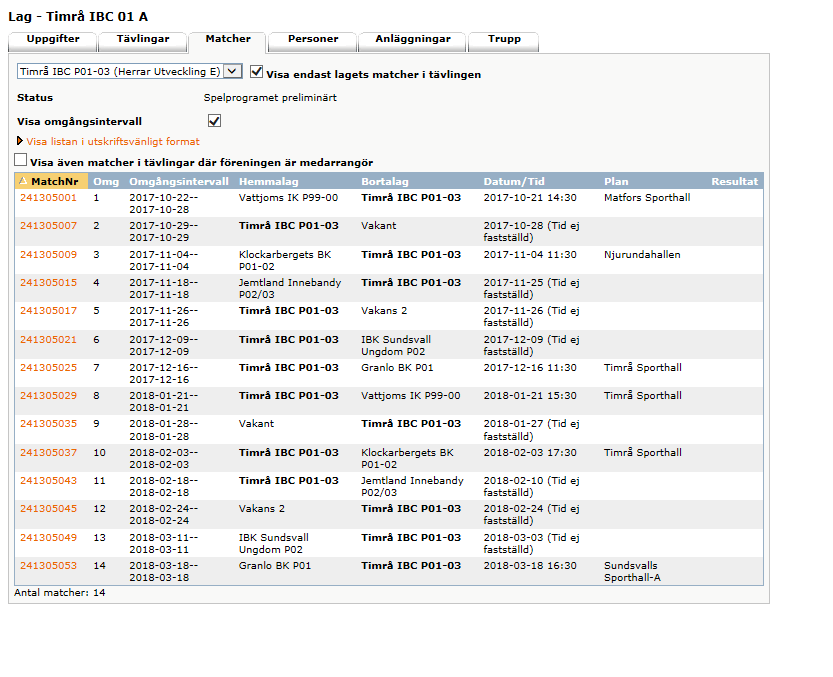 Lag - Timrå IBC 01 A
Uppgifter Tävlingar Matcher Personer Anläggningar Trupp
Timrå IBC P01-03 (Herrar Utveckling E) Visa endast lagets matcher i tävlingen
Status Spelprogramet preliminärt
Visa omgångsintervall
Visa listan i utskriftsvänligt format
Visa även matcher i tävlingar där föreningen är medarrangör
MatchNr Omg Omgångsintervall Hemmalag Bortalag Datum/Tid Plan Resultat
241305001 1 2017-10-22-- Vattjoms IK P99-00 Timrå IBC P01-03 2017-10-21 14:30 Matfors Sporthall
2017-10-28
241305007 2 2017-10-29-- Timrå IBC P01-03 Vakant 2017-10-28 (Tid ej
2017-10-29 fastställd)
241305009 3 2017-11-04-- Klockarbergets BK Timrå IBC P01-03 2017-11-04 11:30 Njurundahallen
2017-11-04 P01-02
241305015 4 2017-11-18-- Jemtland Innebandy Timrå IBC P01-03 2017-11-25 (Tid ej
2017-11-18 P02/03 fastställd)
241305017 5 2017-11-26-- Timrå IBC P01-03 Vakans 2 2017-11-26 (Tid ej
2017-11-26 fastställd)
241305021 6 2017-12-09-- Timrå IBC P01-03 IBK Sundsvall 2017-12-09 (Tid ej
2017-12-09 Ungdom P02 fastställd)
241305025 7 2017-12-16-- Timrå IBC P01-03 Granlo BK P01 2017-12-16 11:30 Timrå Sporthall
2017-12-16
241305029 8 2018-01-21-- Timrå IBC P01-03 Vattjoms IK P99-00 2018-01-21 15:30 Timrå Sporthall
2018-01-21
241305035 9 2018-01-28-- Vakant Timrå IBC P01-03 2018-01-27 (Tid ej
2018-01-28 fastställd)
241305037 10 2018-02-03-- Timrå IBC P01-03 Klockarbergets BK 2018-02-03 17:30 Timrå Sporthall
2018-02-03 P01-02
241305043 11 2018-02-18-- Timrå IBC P01-03 Jemtland Innebandy 2018-02-10 (Tid ej
2018-02-18 P02/03 fastställd)
241305045 12 2018-02-24-- Vakans 2 Timrå IBC P01-03 2018-02-24 (Tid ej
2018-02-24 fastställd)
241305049 13 2018-03-11-- IBK Sundsvall Timrå IBC P01-03 2018-03-03 (Tid ej
2018-03-11 Ungdom P02 fastställd)
241305053 14 2018-03-18-- Granlo BK P01 Timrå IBC P01-03 2018-03-18 16:30 Sundsvalls
2018-03-18 Sporthall-A
Antal matcher: 14